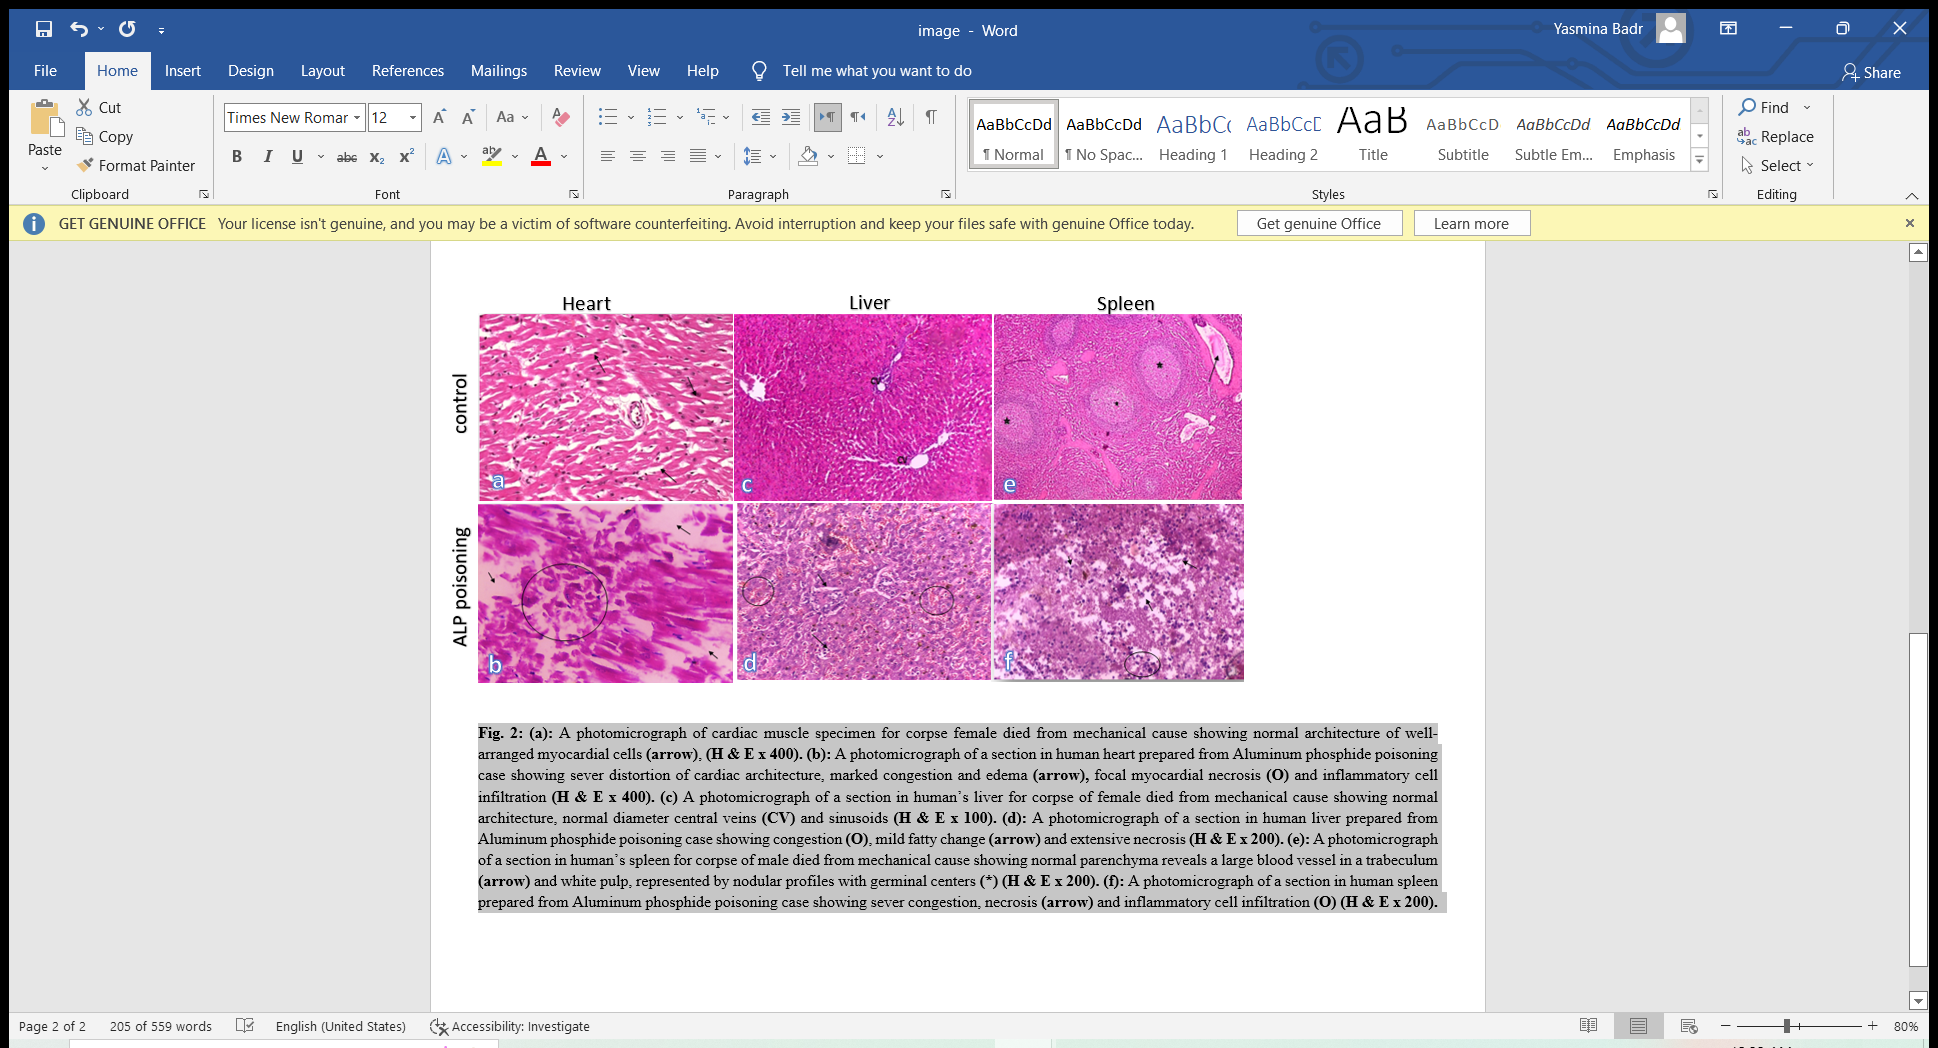 image - Word
Yasmina Badr
File Home Insert Design Layout References Mailings Review View Help Tell me what you want to do
Share
Paste
Cut
Copy
Format Painter
Clipboard
Times New Romar 12
Aa
B I U abc x₂ x² A ab A
Font
Paragraph
AaBbCcDd AaBbCcDd AaBbCc AaBbCcE AaB AaBbCcD AaBbCcDd AaBbCcDd
¶ Normal ¶ No Spac... Heading 1 Heading 2 Title Subtitle Subtle Em... Emphasis
Styles
Find
Replace
Select
Editing
GET GENUINE OFFICE Your license isn't genuine, and you may be a victim of software counterfeiting. Avoid interruption and keep your files safe with genuine Office today.
Get genuine Office
Learn more
Heart Liver Spleen
control
a c e
ALP poisoning
b d f
Fig. 2: (a): A photomicrograph of cardiac muscle specimen for corpse female died from mechanical cause showing normal architecture of well-
arranged myocardial cells (arrow), (H & E x 400). (b): A photomicrograph of a section in human heart prepared from Aluminum phosphide poisoning
case showing sever distortion of cardiac architecture, marked congestion and edema (arrow), focal myocardial necrosis (O) and inflammatory cell
infiltration (H & E x 400). (c) A photomicrograph of a section in human's liver for corpse of female died from mechanical cause showing normal
architecture, normal diameter central veins (CV) and sinusoids (H & E x 100). (d): A photomicrograph of a section in human liver prepared from
Aluminum phosphide poisoning case showing congestion (O), mild fatty change (arrow) and extensive necrosis (H & E x 200). (e): A photomicrograph
of a section in human's spleen for corpse of male died from mechanical cause showing normal parenchyma reveals a large blood vessel in a trabeculum
(arrow) and white pulp, represented by nodular profiles with germinal centers (*) (H & E x 200). (f): A photomicrograph of a section in human spleen
prepared from Aluminum phosphide poisoning case showing sever congestion, necrosis (arrow) and inflammatory cell infiltration (O) (H & E x 200).
Page 2 of 2 205 of 559 words English (United States) Accessibility: Investigate
80%